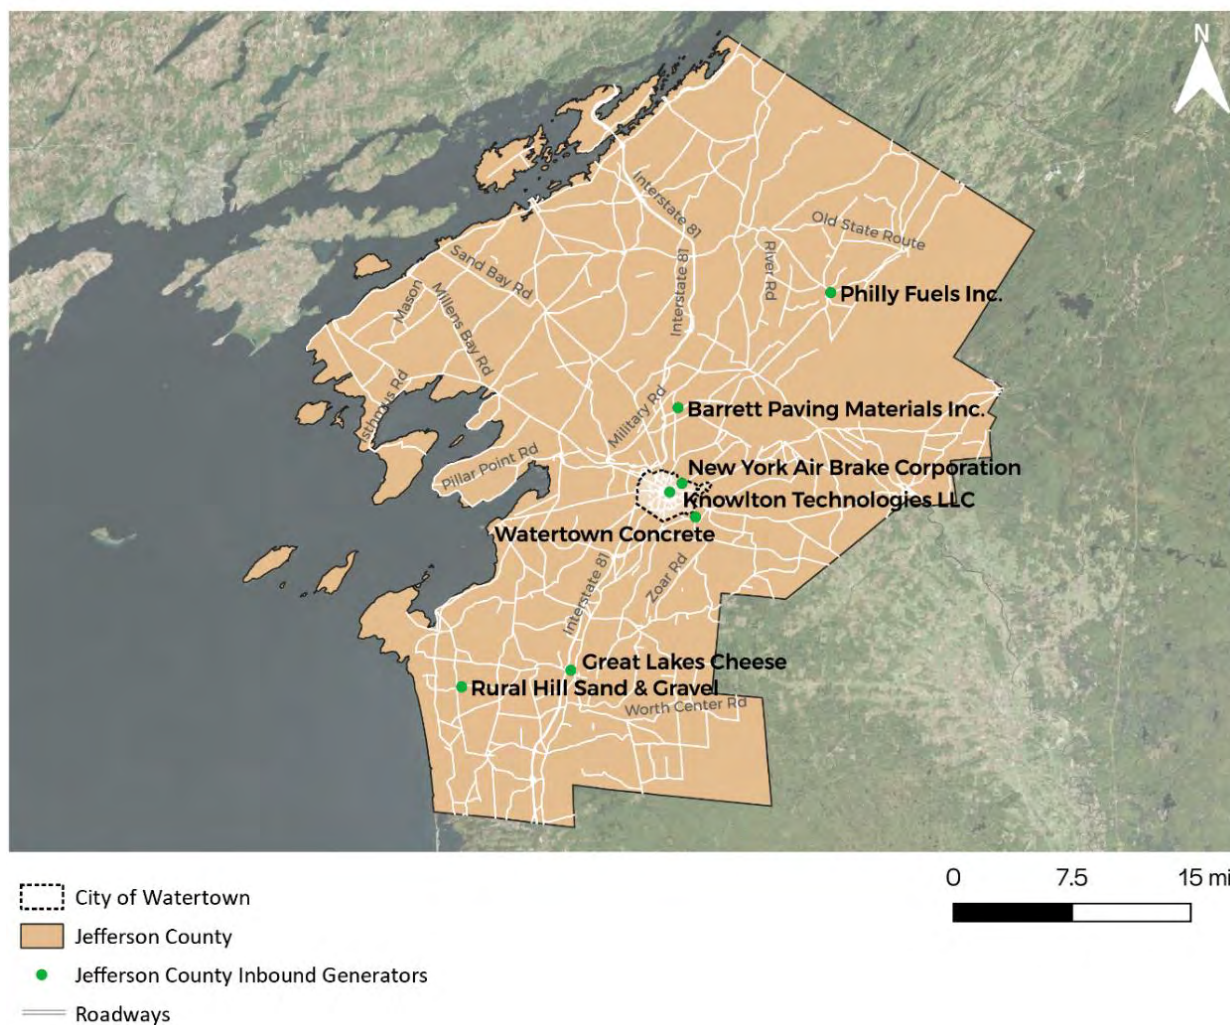 N
Interstate 81
Old State Route
Sand Bay Rd
Interstate 81
River Rd
Mason
Millens Bay Rd
Philly Fuels Inc.
Isthmus Rd
Military Rd
Barrett Paving Materials Inc.
Pillar Point Rd
New York Air Brake Corporation
Knowlton Technologies LLC
Watertown Concrete
Interstate 81
Zoar Rd
Great Lakes Cheese
Rural Hill Sand & Gravel
Worth Center Rd
0 7.5 15 mi
City of Watertown
Jefferson County
Jefferson County Inbound Generators
Roadways